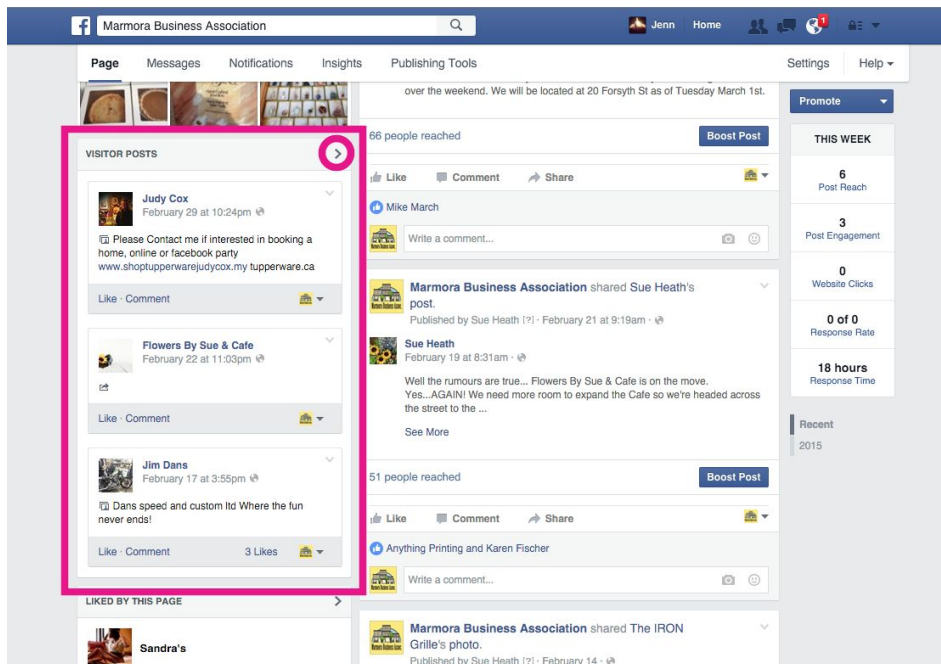 Marmora Business Association
Jenn Home 1
Page Messages Notifications Insights Publishing Tools Settings Help
VISITOR POSTS
Judy Cox
February 29 at 10:24pm
Please Contact me if interested in booking a
home, online or facebook party
www.shoptupperwarejudycox.my tupperware.ca
Like · Comment
Flowers By Sue & Cafe
February 22 at 11:03pm
Like · Comment
Jim Dans
February 17 at 3:55pm
Dans speed and custom ltd Where the fun
never ends!
Like · Comment 3 Likes
LIKED BY THIS PAGE
Sandra's
over the weekend. We will be located at 20 Forsyth St as of Tuesday March 1st.
66 people reached Boost Post
Like Comment Share
Mike March
Write a comment...
Marmora Business Association shared Sue Heath's
post.
Published by Sue Heath [?] · February 21 at 9:19am ·
Sue Heath
February 19 at 8:31am ·
Well the rumours are true... Flowers By Sue & Cafe is on the move.
Yes...AGAIN! We need more room to expand the Cafe so we're headed across
the street to the ...
See More
51 people reached Boost Post
Like Comment Share
Anything Printing and Karen Fischer
Write a comment...
Marmora Business Association shared The IRON
Grille's photo.
Published by Sue Heath [?] · February 14 ·
Promote
THIS WEEK
6
Post Reach
3
Post Engagement
0
Website Clicks
0 of 0
Response Rate
18 hours
Response Time
Recent
2015